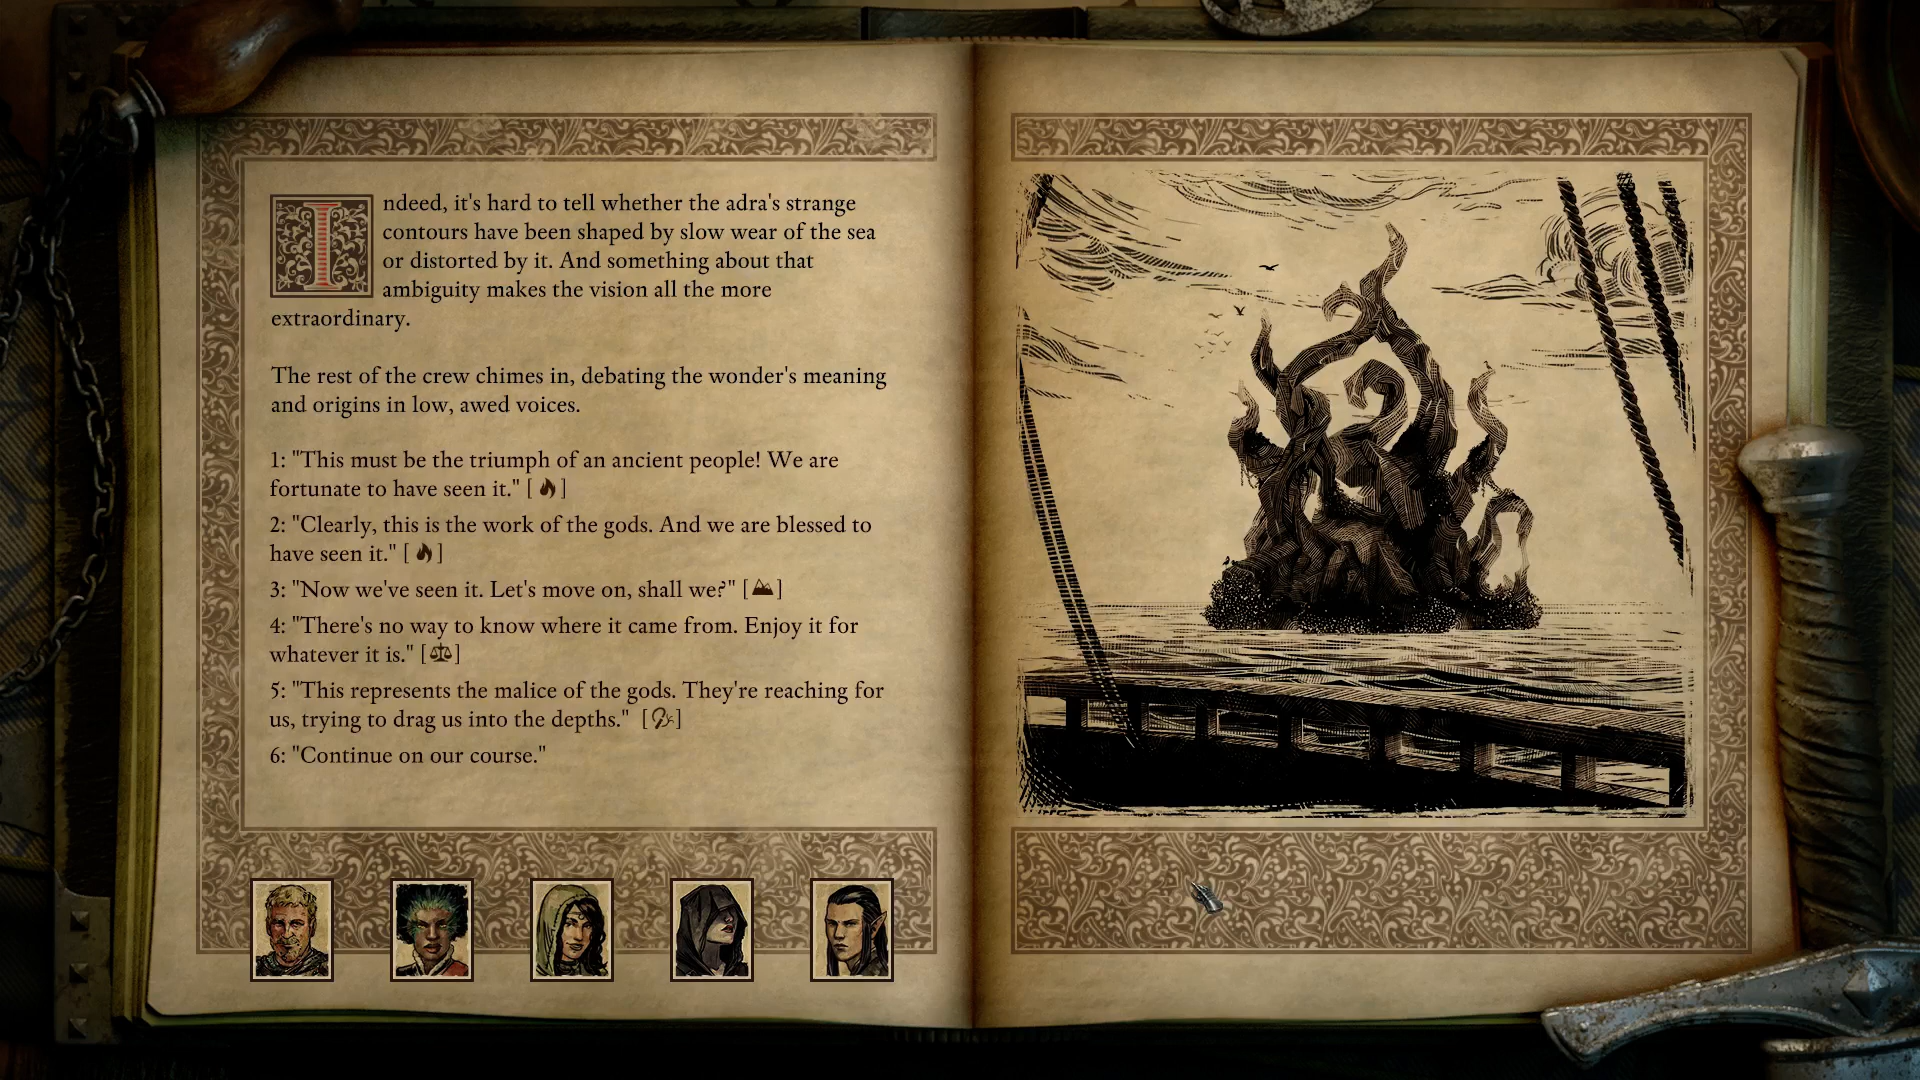 Indeed, it's hard to tell whether the adra's strange
contours have been shaped by slow wear of the sea
or distorted by it. And something about that
ambiguity makes the vision all the more
extraordinary.
The rest of the crew chimes in, debating the wonder's meaning
and origins in low, awed voices.
1: "This must be the triumph of an ancient people! We are
fortunate to have seen it." [ ]
2: "Clearly, this is the work of the gods. And we are blessed to
have seen it." [ ]
3: "Now we've seen it. Let's move on, shall we?" [ ]
4: "There's no way to know where it came from. Enjoy it for
whatever it is." [ ]
5: "This represents the malice of the gods. They're reaching for
us, trying to drag us into the depths." [ ]
6: "Continue on our course."